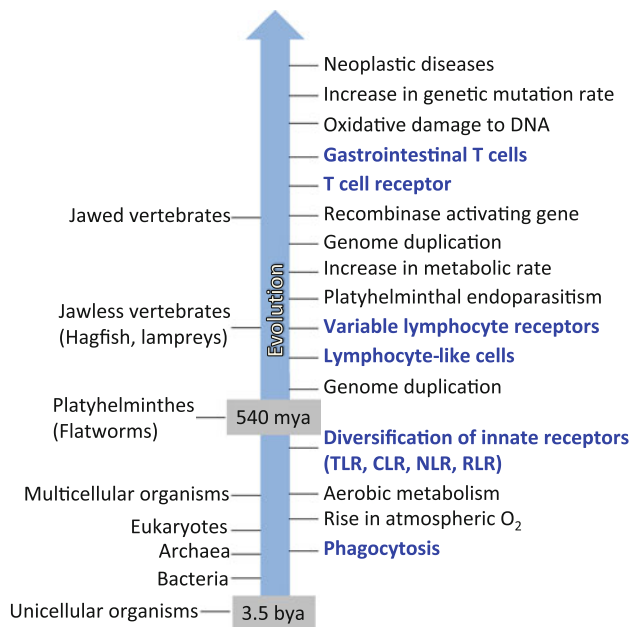 Neoplastic diseases
Increase in genetic mutation rate
Oxidative damage to DNA
Gastrointestinal T cells
T cell receptor
Jawed vertebrates
Recombinase activating gene
Genome duplication
Increase in metabolic rate
Evolution
Platyhelminthal endoparasitism
Jawless vertebrates
(Hagfish, lampreys)
Variable lymphocyte receptors
Lymphocyte-like cells
Genome duplication
Platyhelminthes
(Flatworms)
540 mya
Diversification of innate receptors
(TLR, CLR, NLR, RLR)
Multicellular organisms
Aerobic metabolism
Rise in atmospheric O₂
Eukaryotes
Archaea
Phagocytosis
Bacteria
Unicellular organisms
3.5 bya